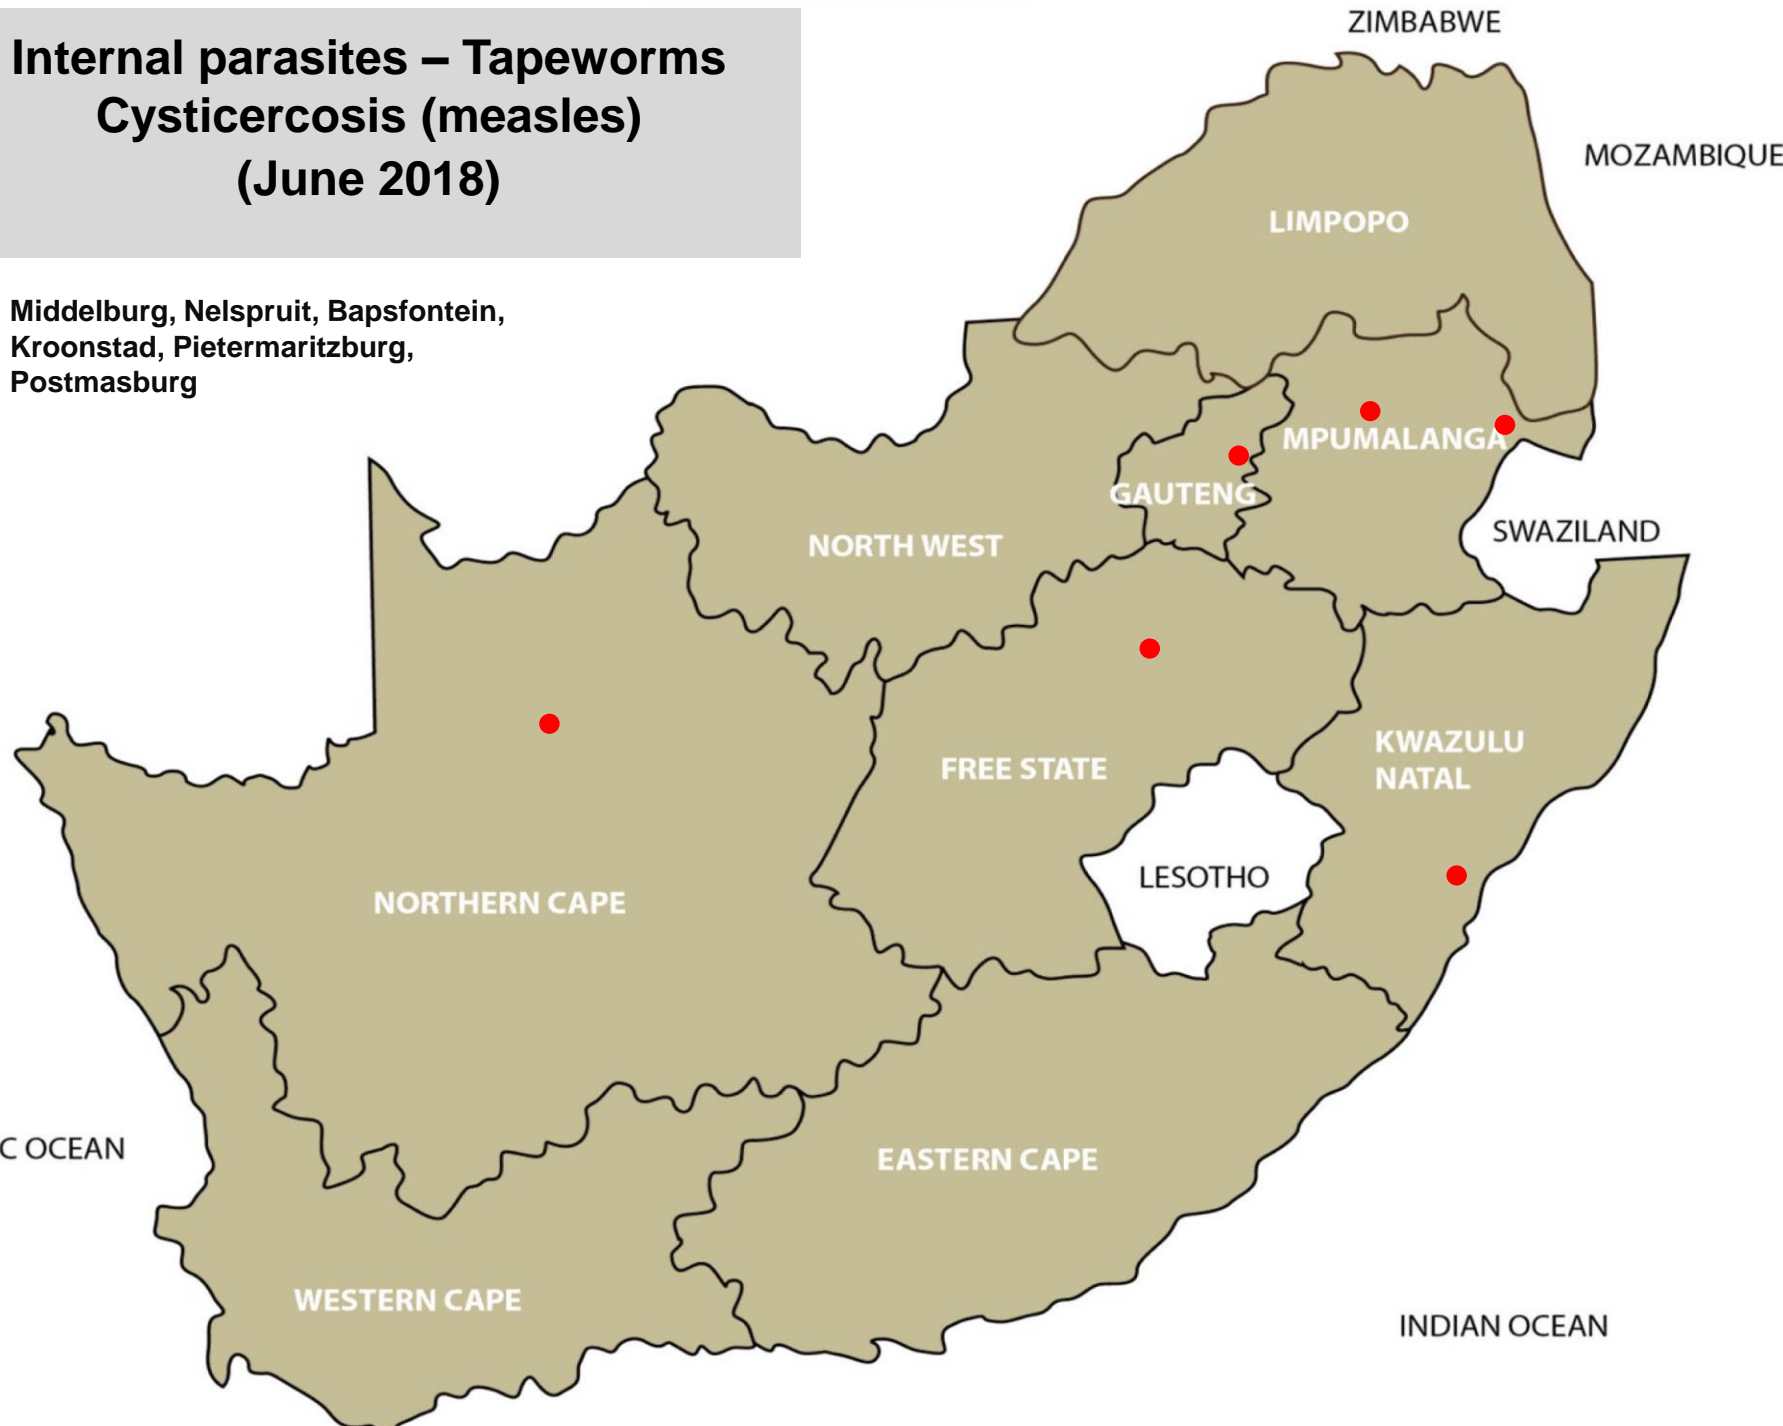 Internal parasites – Tapeworms
Cysticercosis (measles)
(June 2018)
Middelburg, Nelspruit, Bapsfontein,
Kroonstad, Pietermaritzburg,
Postmasburg
ZIMBABWE
MOZAMBIQUE
LIMPOPO
MPUMALANGA
GAUTENG
SWAZILAND
NORTH WEST
KWAZULU
NATAL
FREE STATE
LESOTHO
NORTHERN CAPE
C OCEAN
EASTERN CAPE
WESTERN CAPE
INDIAN OCEAN